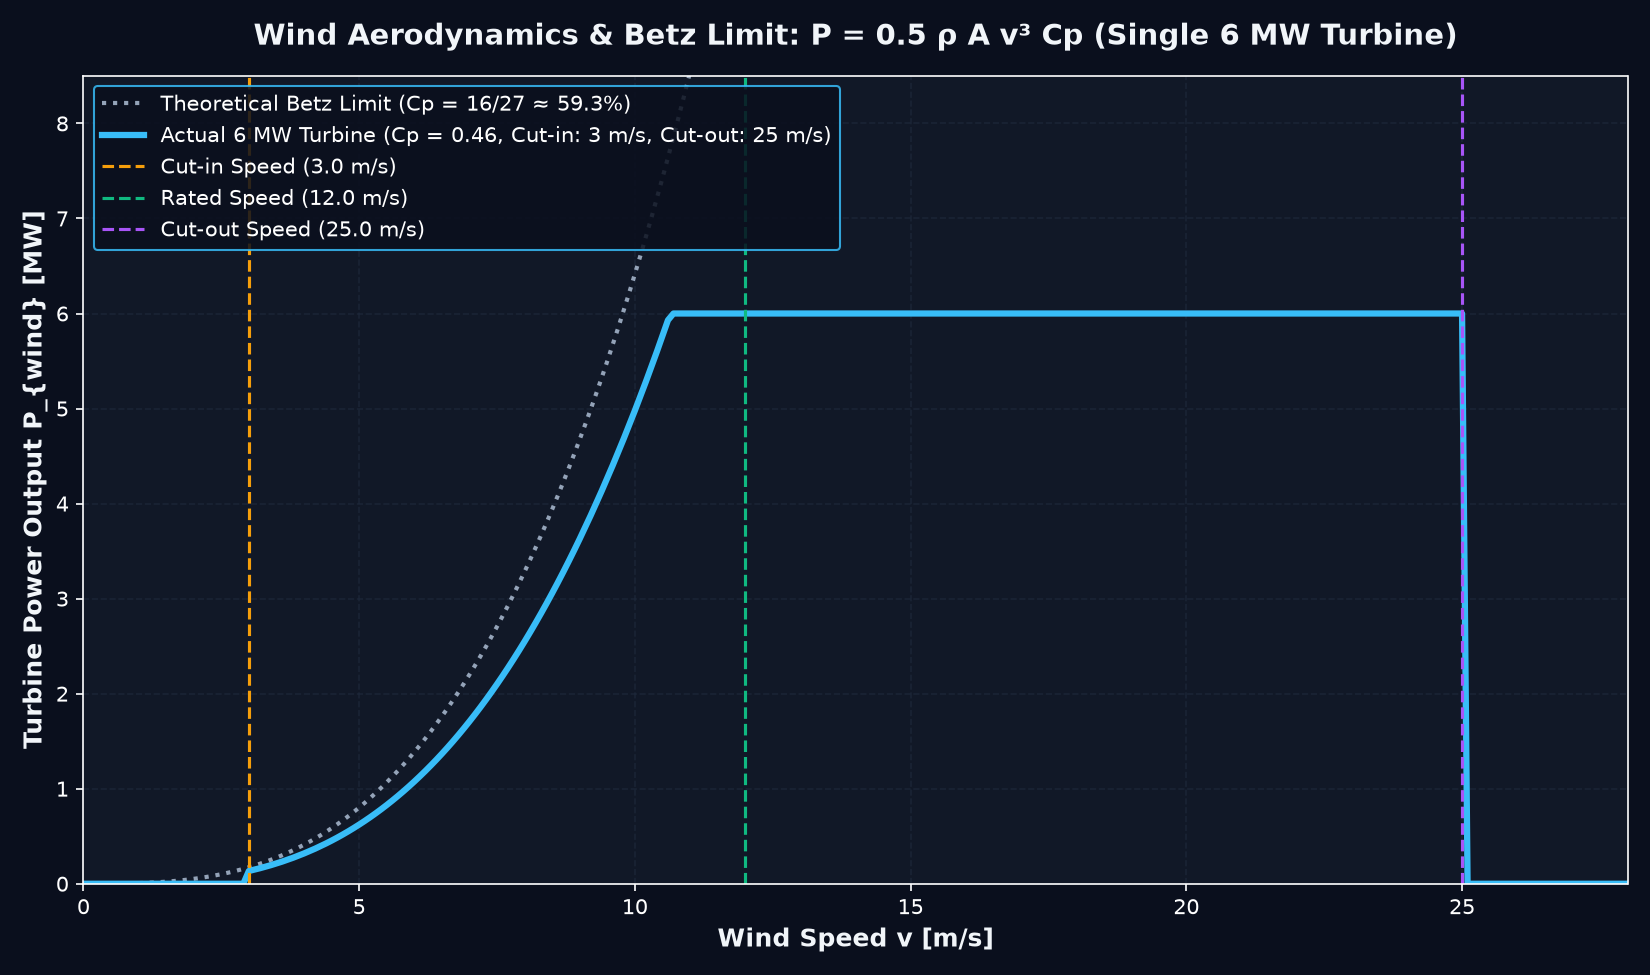 Wind Aerodynamics & Betz Limit: P = 0.5 ρ A v³ Cp (Single 6 MW Turbine)
Theoretical Betz Limit (Cp = 16/27 ≈ 59.3%)
Actual 6 MW Turbine (Cp = 0.46, Cut-in: 3 m/s, Cut-out: 25 m/s)
Cut-in Speed (3.0 m/s)
Rated Speed (12.0 m/s)
Cut-out Speed (25.0 m/s)
Turbine Power Output P_{wind} [MW]
8
7
6
5
4
3
2
1
0
0 5 10 15 20 25
Wind Speed v [m/s]